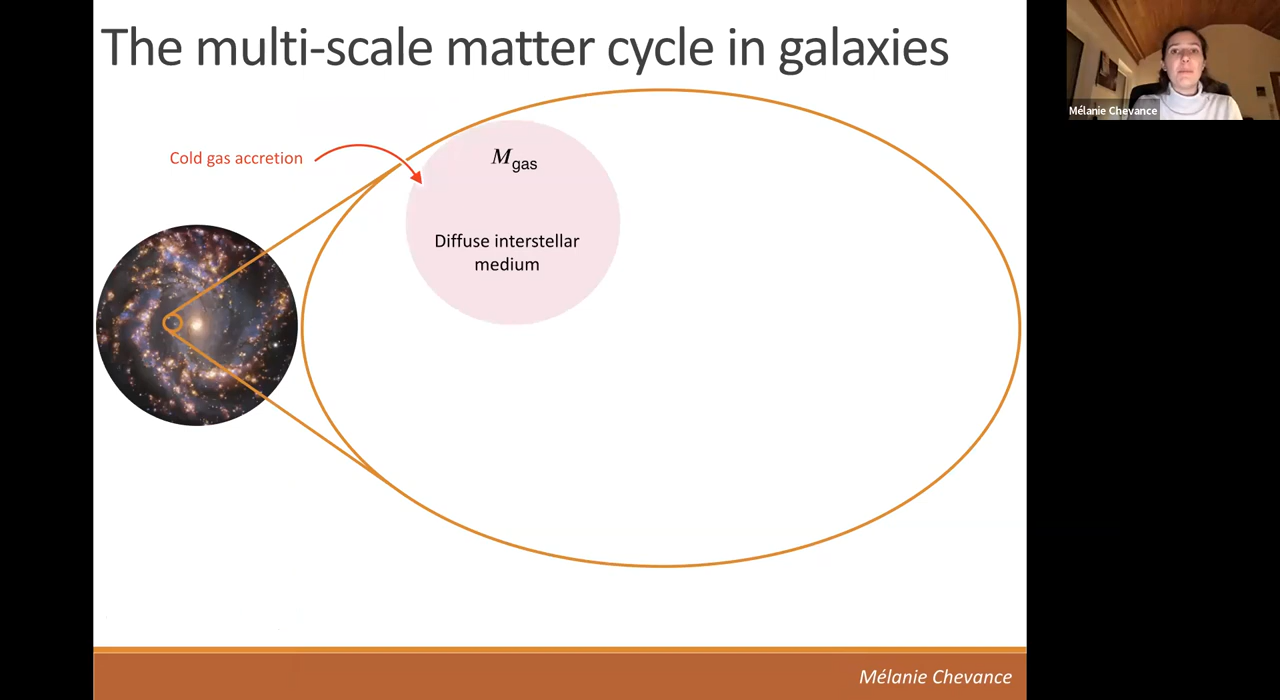 The multi-scale matter cycle in galaxies
Mélanie Chevance
Cold gas accretion
Mgas
Diffuse interstellar
medium
Mélanie Chevance